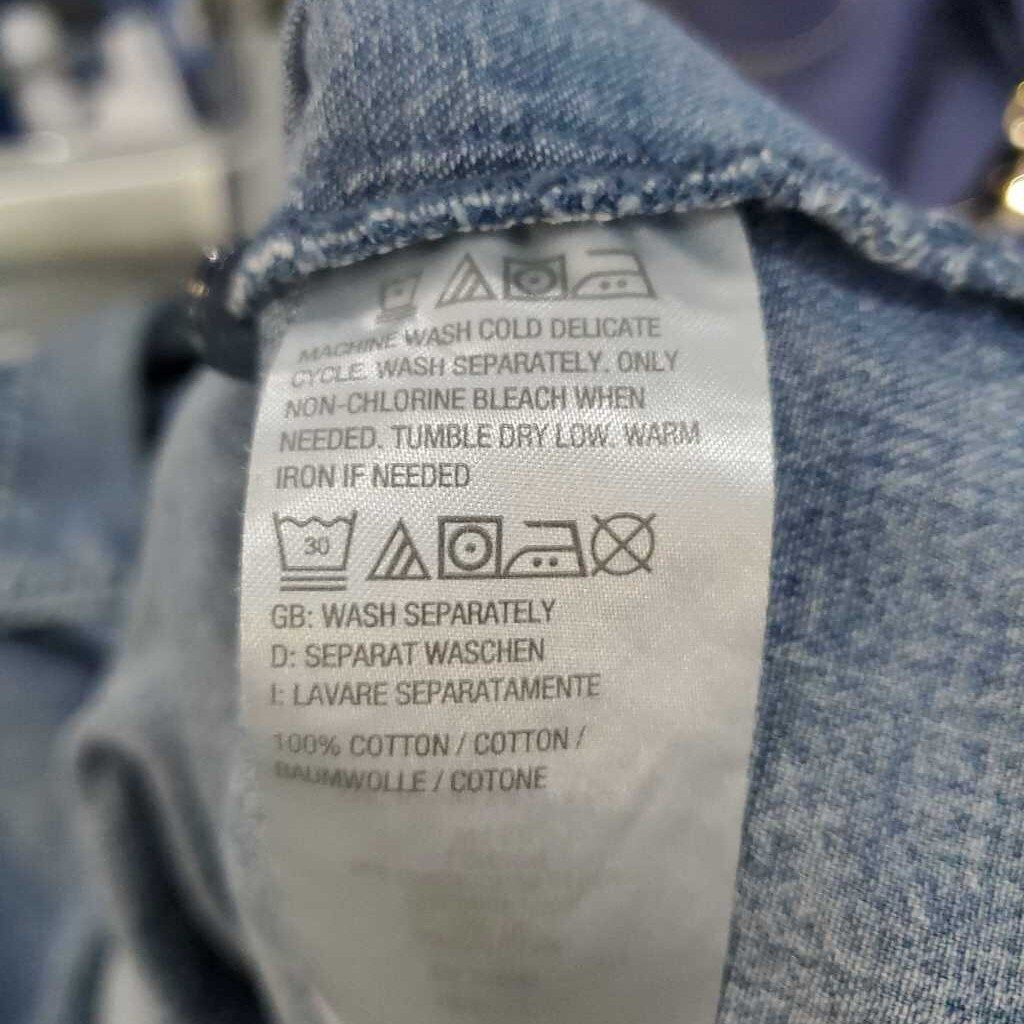 MACHINE WASH COLD DELICATE
CYCLE. WASH SEPARATELY. ONLY
NON-CHLORINE BLEACH WHEN
NEEDED. TUMBLE DRY LOW. WARM
IRON IF NEEDED
30
GB: WASH SEPARATELY
D: SEPARAT WASCHEN
I: LAVARE SEPARATAMENTE
100% COTTON / COTTON /
BAUMWOLLE / COTONE